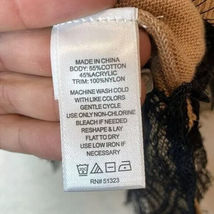 MADE IN CHINA
BODY: 55%COTTON
45%ACRYLIC
TRIM: 100%NYLON
MACHINE WASH COLD
WITH LIKE COLORS
GENTLE CYCLE
USE ONLY NON-CHLORINE
BLEACH IF NEEDED
RESHAPE & LAY
FLAT TO DRY
USE LOW IRON IF
NECESSARY
RN# 51323